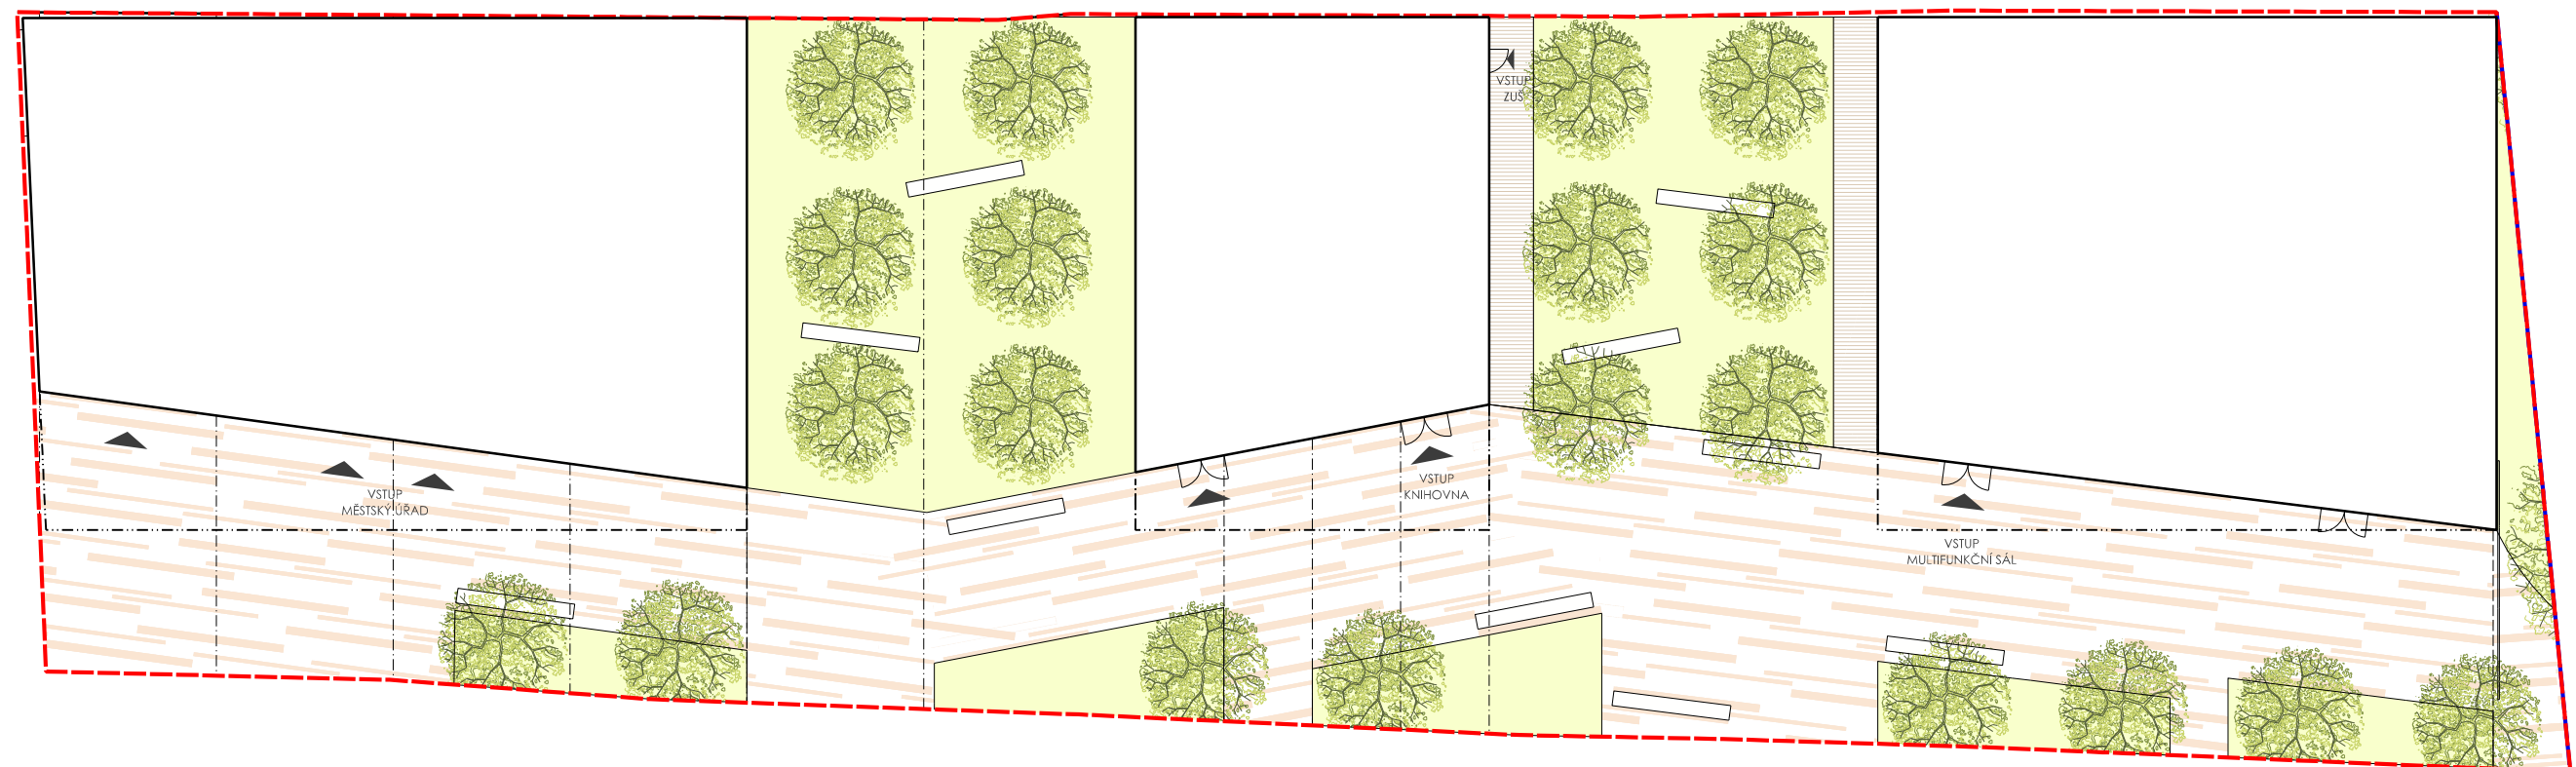 VSTUP
ZUŠ
VSTUP
MĚSTSKÝ ÚŘAD
VSTUP
KNIHOVNA
VSTUP
MULTIFUNKČNÍ SÁL